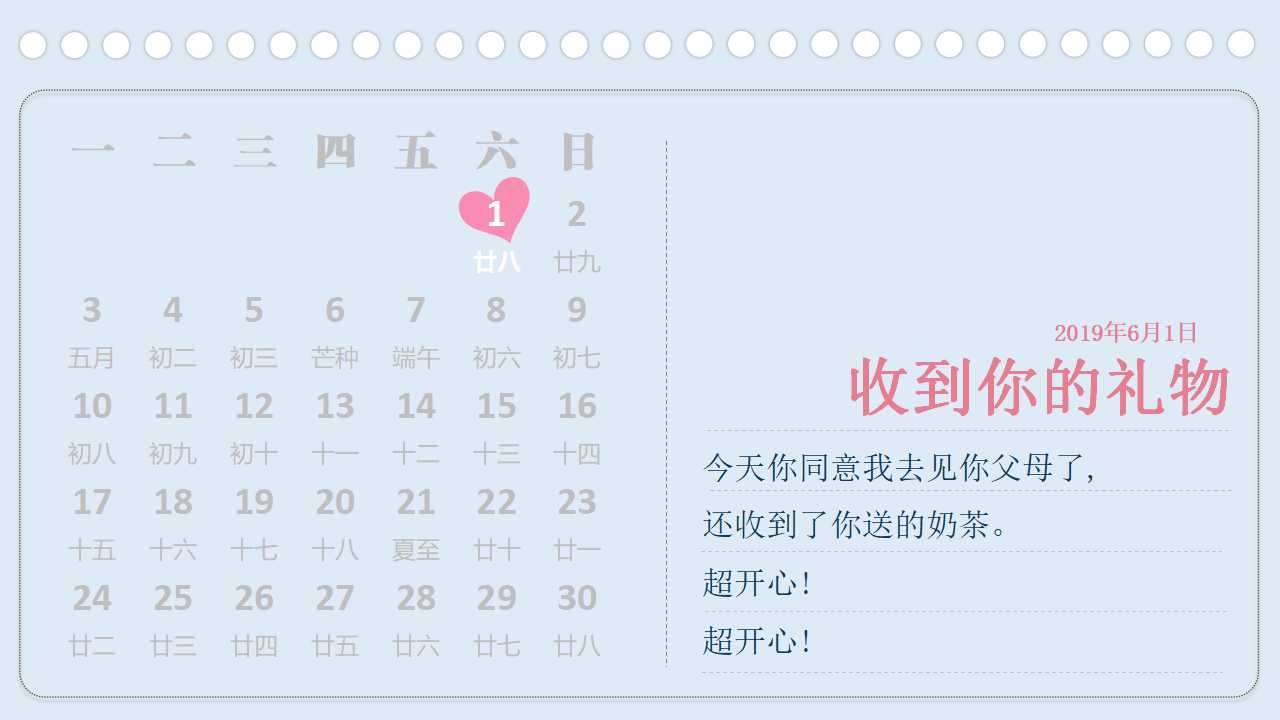 一 二 三 四 五 六 日
1 2
廿八 廿九
3 4 5 6 7 8 9
五月 初二 初三 芒种 端午 初六 初七
10 11 12 13 14 15 16
初八 初九 初十 十一 十二 十三 十四
17 18 19 20 21 22 23
十五 十六 十七 十八 夏至 廿十 廿一
24 25 26 27 28 29 30
廿二 廿三 廿四 廿五 廿六 廿七 廿八
2019年6月1日
收到你的礼物
今天你同意我去见你父母了，
还收到了你送的奶茶。
超开心！
超开心！